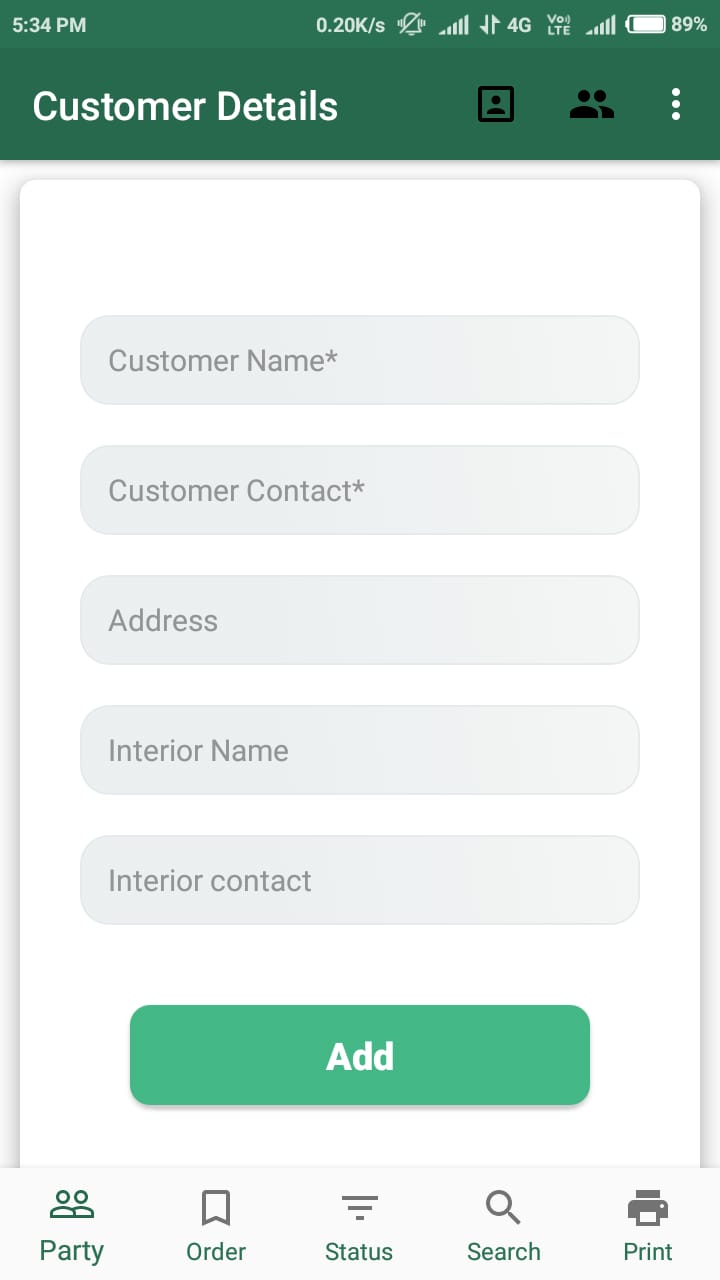 5:34 PM 0.20K/s 4G Vo) LTE 89%
Customer Details
Customer Name*
Customer Contact*
Address
Interior Name
Interior contact
Add
Party Order Status Search Print